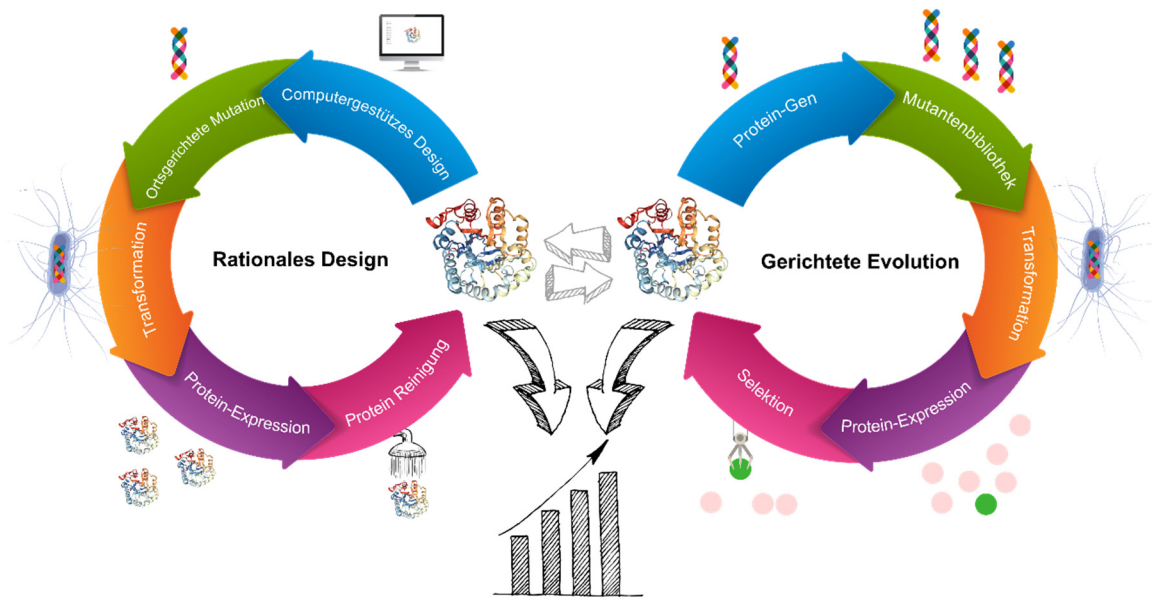 Computergestützes Design
Ortsgerichtete Mutation
Transformation
Protein-Expression
Protein Reinigung
Rationales Design
Protein-Gen
Mutantenbibliothek
Transformation
Protein-Expression
Selektion
Gerichtete Evolution